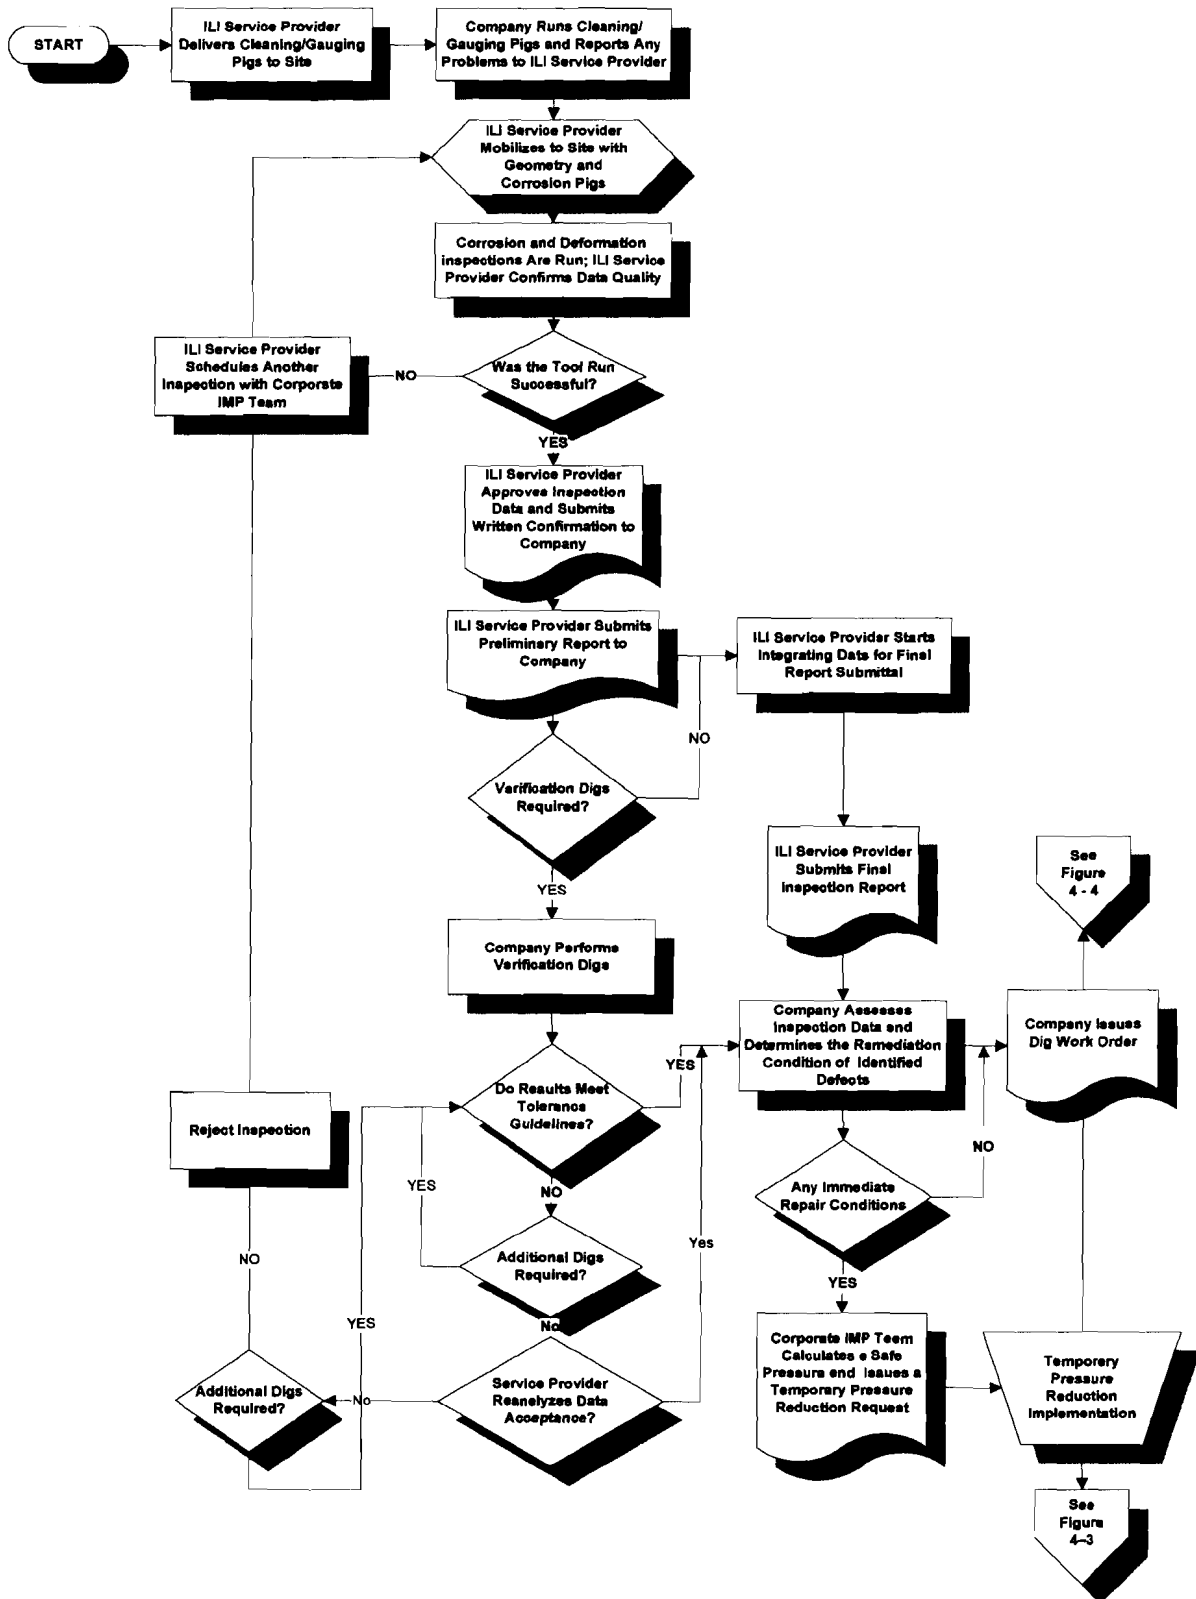 START
ILI Service Provider
Delivers Cleaning/Gauging
Pigs to Site
Company Runs Cleaning/
Gauging Pigs and Reports Any
Problems to ILI Service Provider
ILI Service Provider
Mobilizes to Site with
Geometry and
Corrosion Pigs
Corrosion and Deformation
inspections Are Run; ILI Service
Provider Confirms Data Quality
ILI Service Provider
Schedules Another
Inspection with Corporate
IMP Team
NO
Was the Tool Run
Successful?
YES
ILI Service Provider
Approves Inspection
Data and Submits
Written Confirmation to
Company
ILI Service Provider Submits
Preliminary Report to
Company
ILI Service Provider Starts
Integrating Data for Final
Report Submittal
NO
Varification Digs
Required?
YES
ILI Service Provider
Submits Final
Inspection Report
See
Figure
4 - 4
Company Performs
Varification Digs
Company Assesses
Inspection Data and
Determines the Remediation
Condition of Identified
Defects
Company Issues
Dig Work Order
YES
Do Results Meet
Tolerance
Guidelines?
Reject Inspection
YES
NO
NO
Any Immediate
Repair Conditions
Yes
NO
Additional Digs
Required?
YES
YES
No
Corporate IMP Team
Calculates a Safe
Pressure and Issues a
Temporary Pressure
Reduction Request
Temporary
Pressure
Reduction
Implementation
Additional Digs
Required?
No
Service Provider
Reanalyzes Data
Acceptance?
See
Figure
4-3